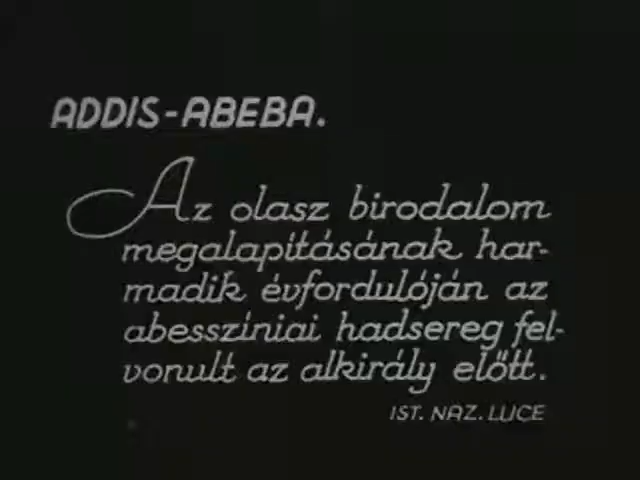 ADDIS-ABEBA.
Az olasz birodalom
megalapításának har-
madik évfordulóján az
abessziniai hadsereg fel-
vonult az alkirály előtt.
IST. NAZ. LUCE